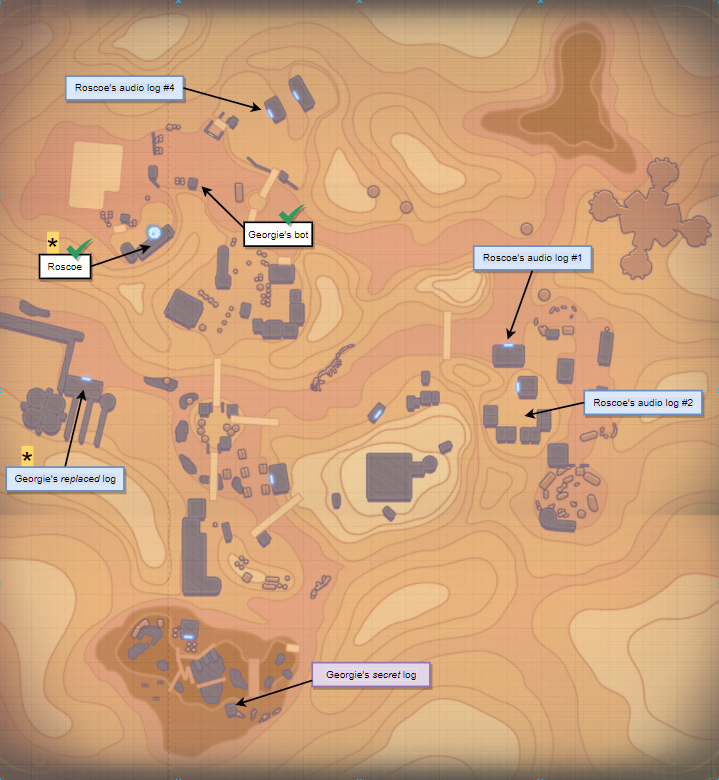 Roscoe's audio log #4
Georgie's bot
*
Roscoe
Roscoe's audio log #1
Roscoe's audio log #2
*
Georgie's replaced log
Georgie's secret log